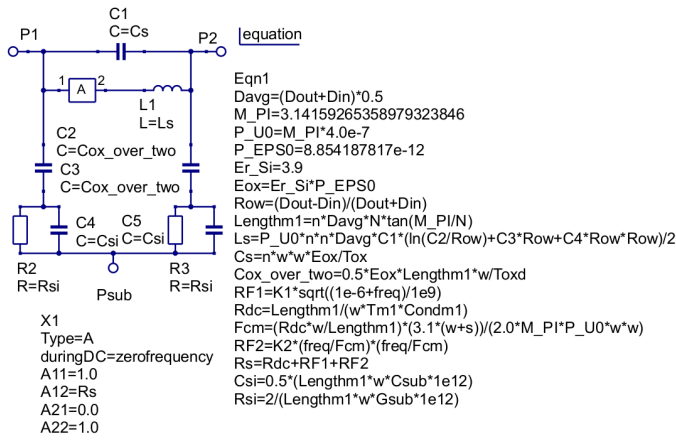 C1
C=Cs
P1
P2
1
A
2
L1
L=Ls
C2
C=Cox_over_two
C3
C=Cox_over_two
C4
C=Csi
C5
C=Csi
R2
R=Rsi
R3
R=Rsi
Psub
X1
Type=A
duringDC=zerofrequency
A11=1.0
A12=Rs
A21=0.0
A22=1.0
equation
Eqn1
Davg=(Dout+Din)*0.5
M_PI=3.14159265358979323846
P_U0=M_PI*4.0e-7
P_EPS0=8.854187817e-12
Er_Si=3.9
Eox=Er_Si*P_EPS0
Row=(Dout-Din)/(Dout+Din)
Lengthm1=n*Davg*N*tan(M_PI/N)
Ls=P_U0*n*n*Davg*C1*(ln(C2/Row)+C3*Row+C4*Row*Row)/2
Cs=n*w*w*Eox/Tox
Cox_over_two=0.5*Eox*Lengthm1*w/Toxd
RF1=K1*sqrt((1e-6+freq)/1e9)
Rdc=Lengthm1/(w*Tm1*Condm1)
Fcm=(Rdc*w/Lengthm1)*(3.1*(w+s))/(2.0*M_PI*P_U0*w*w)
RF2=K2*(freq/Fcm)*(freq/Fcm)
Rs=Rdc+RF1+RF2
Csi=0.5*(Lengthm1*w*Csub*1e12)
Rsi=2/(Lengthm1*w*Gsub*1e12)